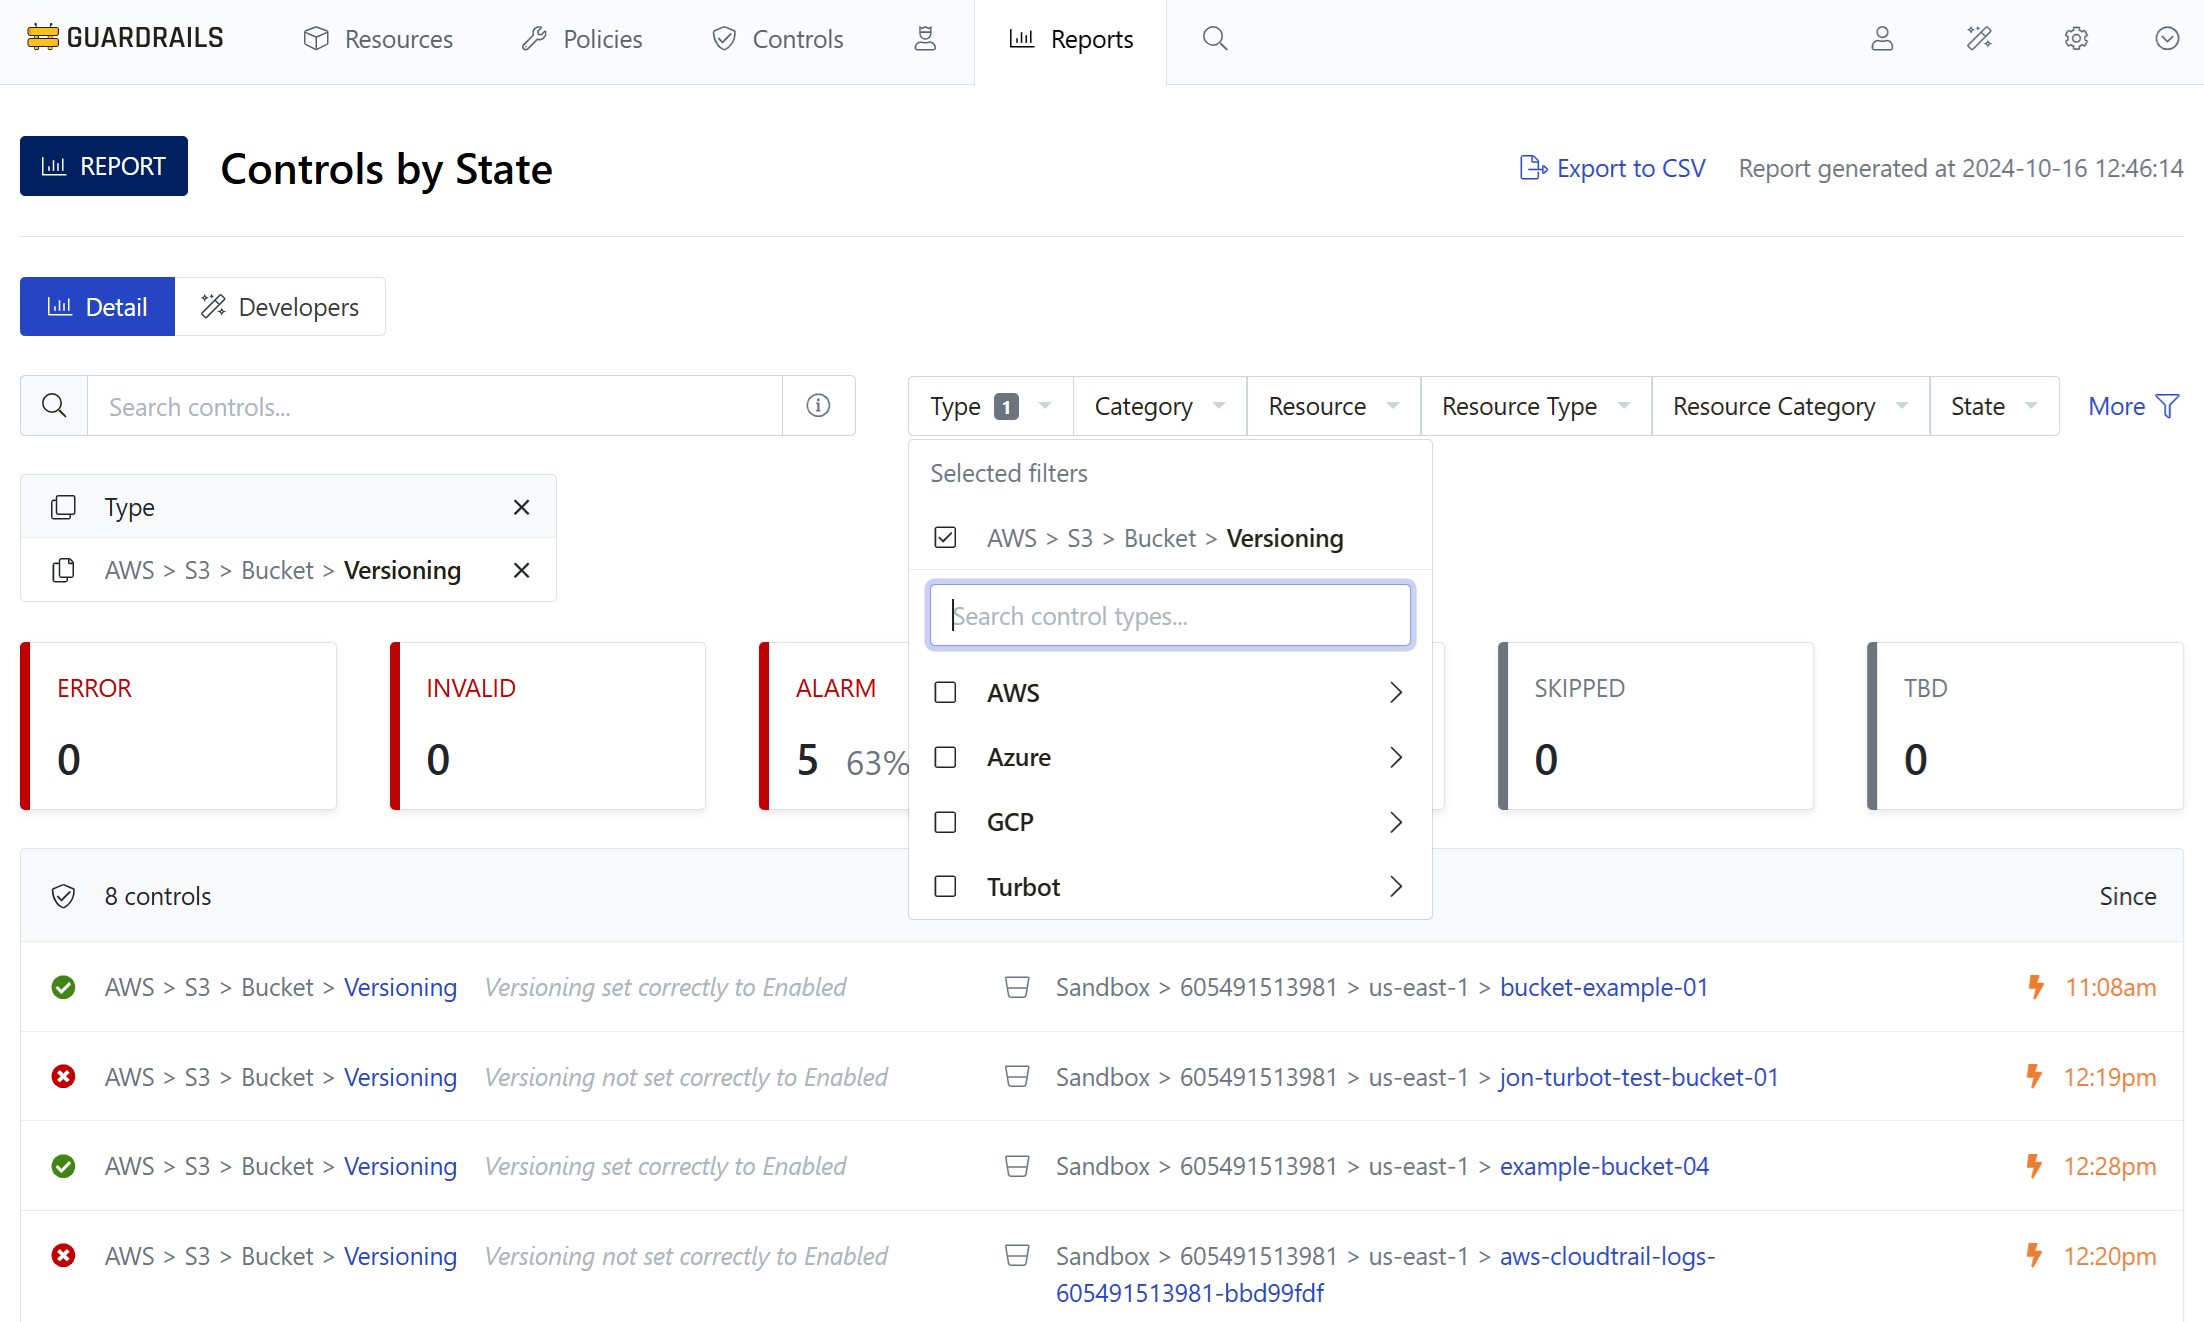 GUARDRAILS Resources Policies Controls Reports
REPORT Controls by State Export to CSV Report generated at 2024-10-16 12:46:14
Detail Developers
Search controls... Type 1 Category Resource Resource Type Resource Category State More
Selected filters
AWS > S3 > Bucket > Versioning
Search control types...
AWS
Azure
GCP
Turbot
Type
AWS > S3 > Bucket > Versioning
ERROR
0
INVALID
0
ALARM
5 63%
SKIPPED
0
TBD
0
8 controls Since
AWS > S3 > Bucket > Versioning Versioning set correctly to Enabled Sandbox > 605491513981 > us-east-1 > bucket-example-01 11:08am
AWS > S3 > Bucket > Versioning Versioning not set correctly to Enabled Sandbox > 605491513981 > us-east-1 > jon-turbot-test-bucket-01 12:19pm
AWS > S3 > Bucket > Versioning Versioning set correctly to Enabled Sandbox > 605491513981 > us-east-1 > example-bucket-04 12:28pm
AWS > S3 > Bucket > Versioning Versioning not set correctly to Enabled Sandbox > 605491513981 > us-east-1 > aws-cloudtrail-logs- 12:20pm
605491513981-bbd99fdf